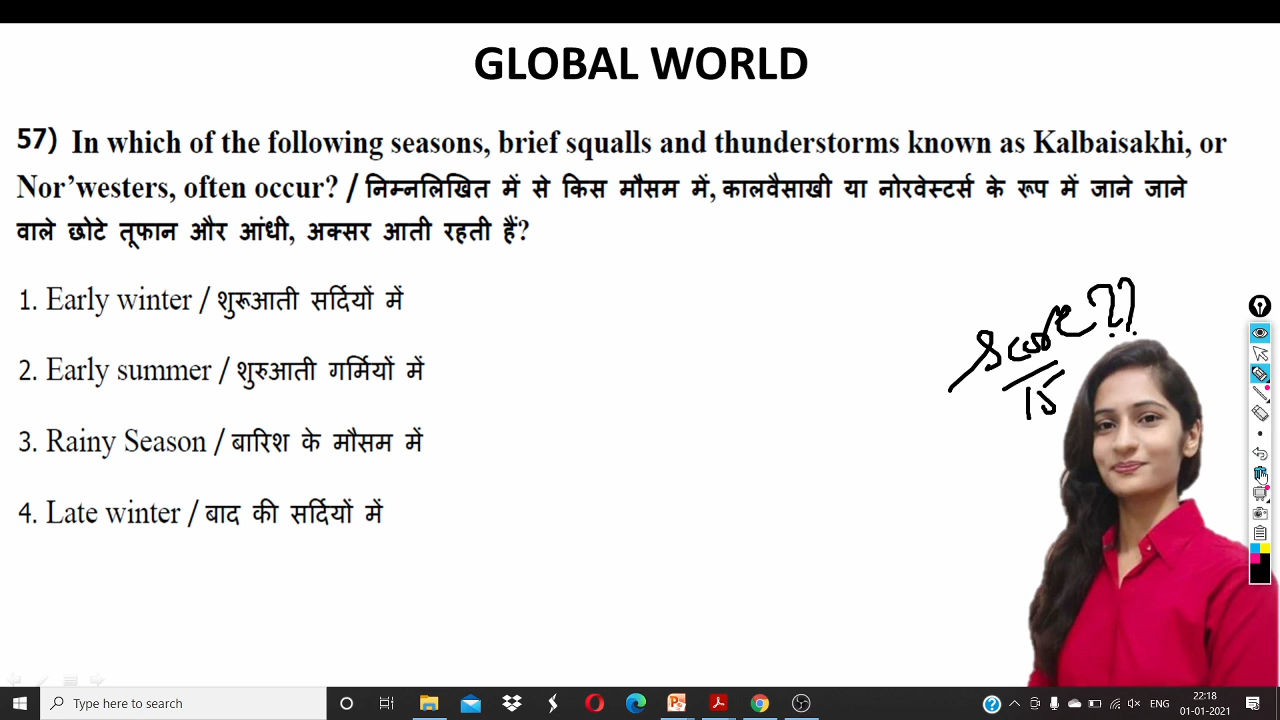 GLOBAL WORLD
57) In which of the following seasons, brief squalls and thunderstorms known as Kalbaisakhi, or
Nor’westers, often occur? / निम्नलिखित में से किस मौसम में, कालवैसाखी या नोरवेस्टर्स के रूप में जाने जाने
वाले छोटे तूफान और आंधी, अक्सर आती रहती हैं?
1. Early winter / शुरूआती सर्दियों में
Score??
15
2. Early summer / शुरुआती गर्मियों में
3. Rainy Season / बारिश के मौसम में
4. Late winter / बाद की सर्दियों में
Type here to search
ENG
22:18
01-01-2021